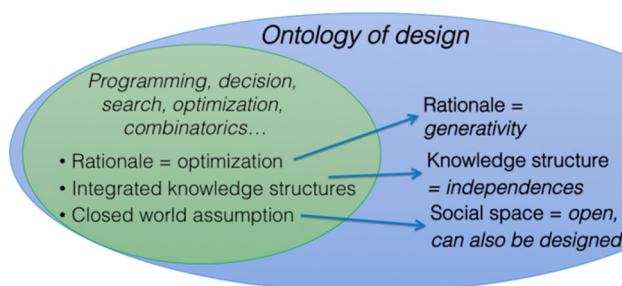 Ontology of design
Programming, decision,
search, optimization,
combinatorics…
• Rationale = optimization
• Integrated knowledge structures
• Closed world assumption
Rationale =
generativity
Knowledge structure
= independences
Social space = open,
can also be designed